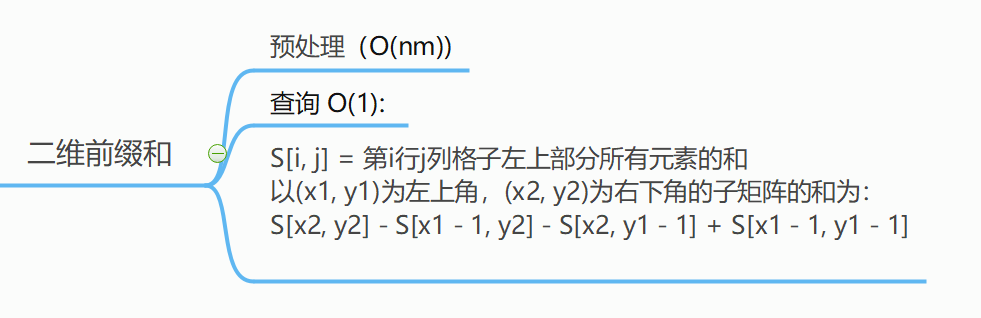 预处理（O(nm))
查询 O(1):
二维前缀和
S[i, j] = 第i行j列格子左上部分所有元素的和
以(x1, y1)为左上角，(x2, y2)为右下角的子矩阵的和为：
S[x2, y2] - S[x1 - 1, y2] - S[x2, y1 - 1] + S[x1 - 1, y1 - 1]